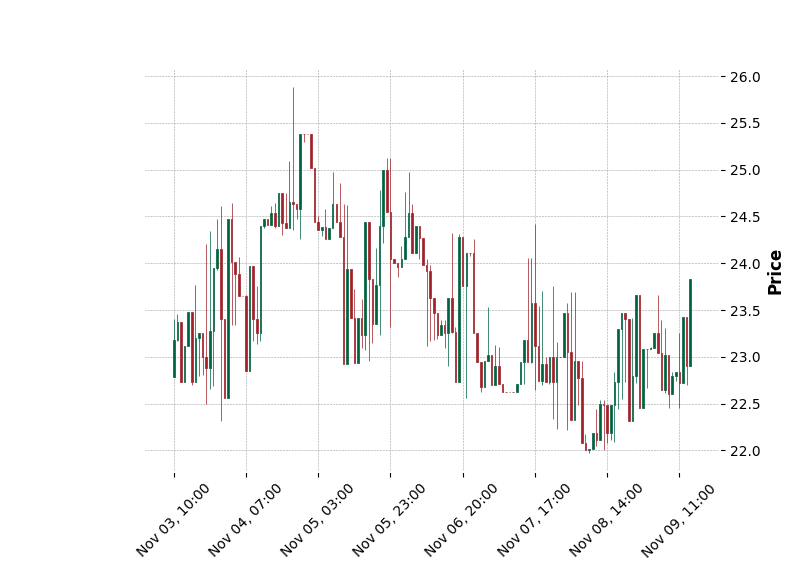 26.0
25.5
25.0
24.5
24.0
23.5
23.0
22.5
22.0
Price
Nov 03, 10:00
Nov 04, 07:00
Nov 05, 03:00
Nov 05, 23:00
Nov 06, 20:00
Nov 07, 17:00
Nov 08, 14:00
Nov 09, 11:00